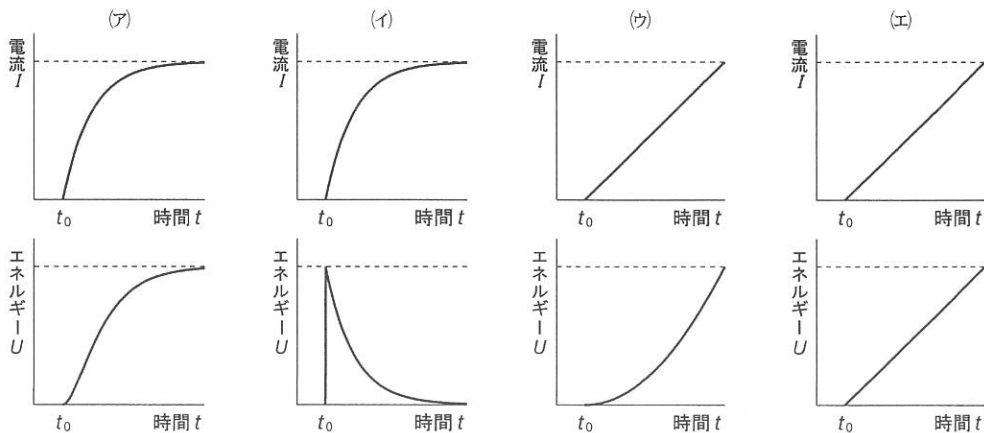 (ア)
(イ)
(ウ)
(エ)
電流 I
t₀
時間 t
電流 I
t₀
時間 t
電流 I
t₀
時間 t
電流 I
t₀
時間 t
エネルギー U
t₀
時間 t
エネルギー U
t₀
時間 t
エネルギー U
t₀
時間 t
エネルギー U
t₀
時間 t